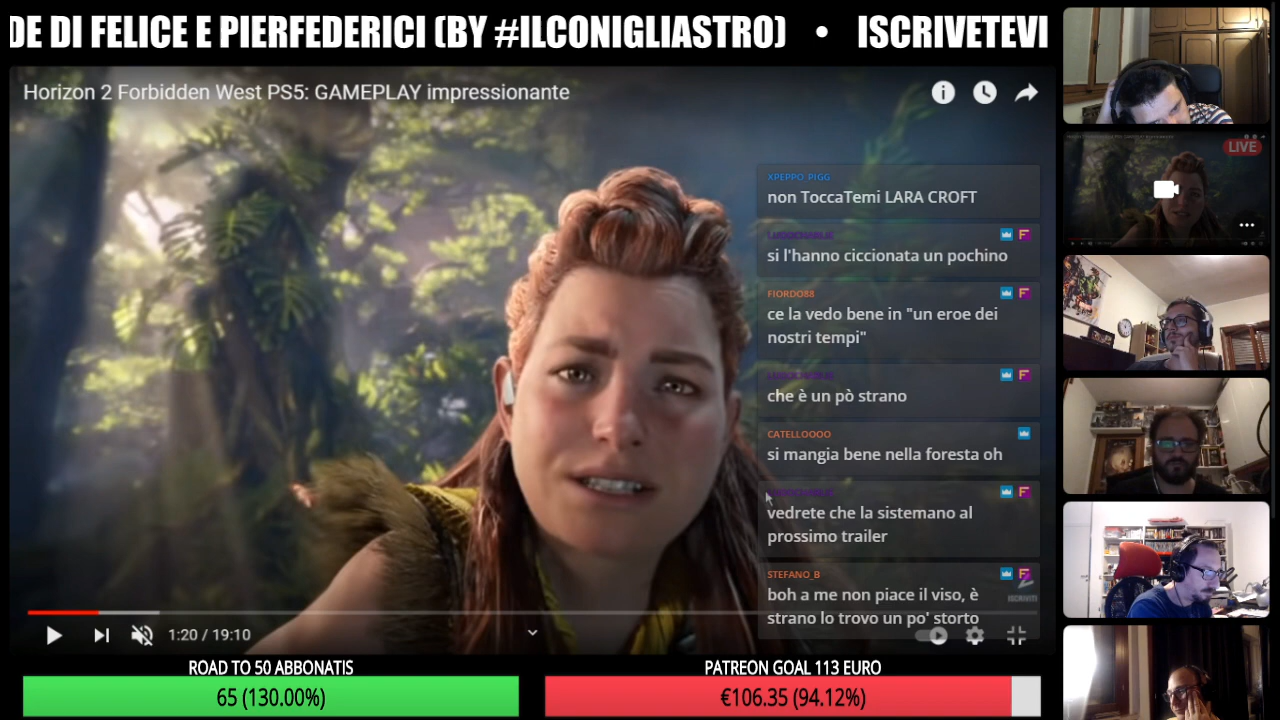 DE DI FELICE E PIERFEDERICI (BY #ILCONIGLIASTRO) • ISCRIVETEVI
Horizon 2 Forbidden West PS5: GAMEPLAY impressionante
LIVE
XPEPPO_PIGG
non ToccaTemi LARA CROFT
si l'hanno ciccionata un pochino
FIORDO88
ce la vedo bene in "un eroe dei
nostri tempi"
che è un pò strano
CATELLOOOO
si mangia bene nella foresta oh
vedrete che la sistemano al
prossimo trailer
STEFANO_B
boh a me non piace il viso, è
strano lo trovo un po' storto
ISCRIVITI
1:20 / 19:10
ROAD TO 50 ABBONATIS
PATREON GOAL 113 EURO
65 (130.00%)
€106.35 (94.12%)